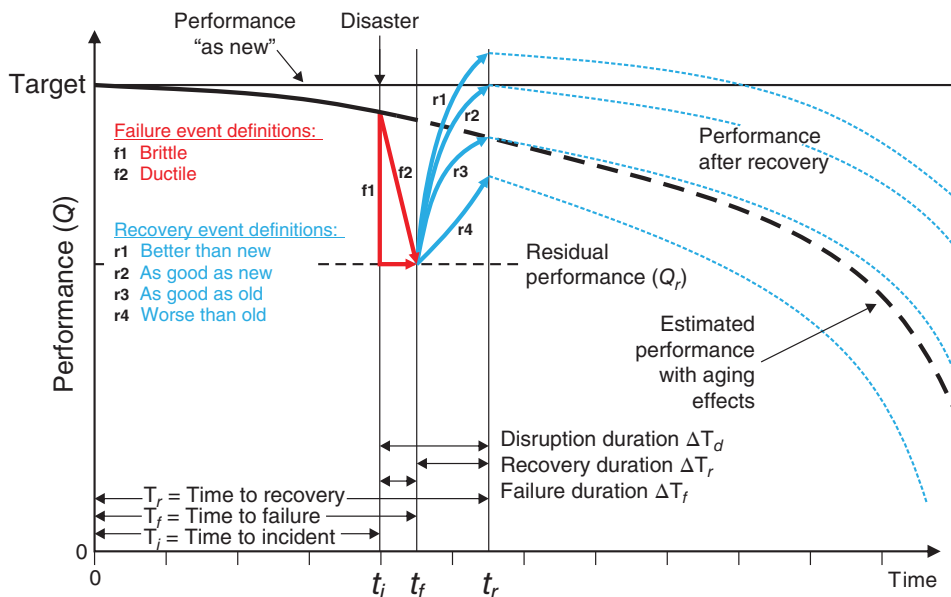 Performance
"as new"
Disaster
Target
Failure event definitions:
f1 Brittle
f2 Ductile
Recovery event definitions:
r1 Better than new
r2 As good as new
r3 As good as old
r4 Worse than old
f1
f2
r1
r2
r3
r4
Performance
after recovery
Residual
performance (Qr)
Estimated
performance
with aging
effects
Performance (Q)
Disruption duration ΔTd
Recovery duration ΔTr
Failure duration ΔTf
Tr = Time to recovery
Tf = Time to failure
Ti = Time to incident
0
0
ti
tf
tr
Time